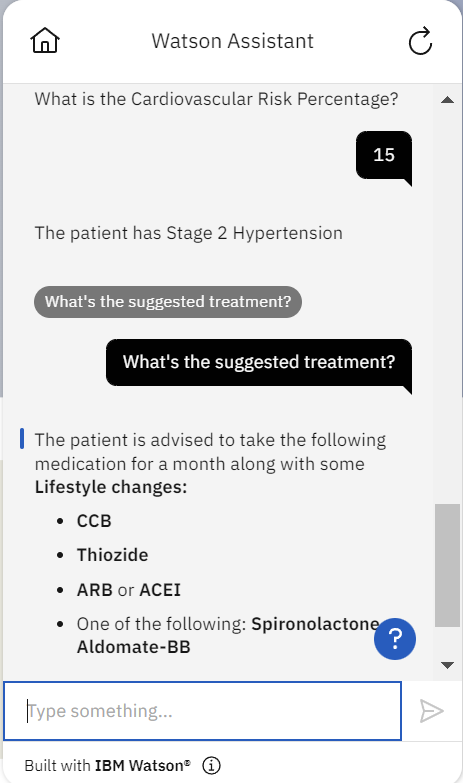 Watson Assistant
What is the Cardiovascular Risk Percentage?
15
The patient has Stage 2 Hypertension
What's the suggested treatment?
What's the suggested treatment?
The patient is advised to take the following
medication for a month along with some
Lifestyle changes:
• CCB
• Thiozide
• ARB or ACEI
• One of the following: Spironolactone
Aldomate-BB
?
Type something...
Built with IBM Watson®